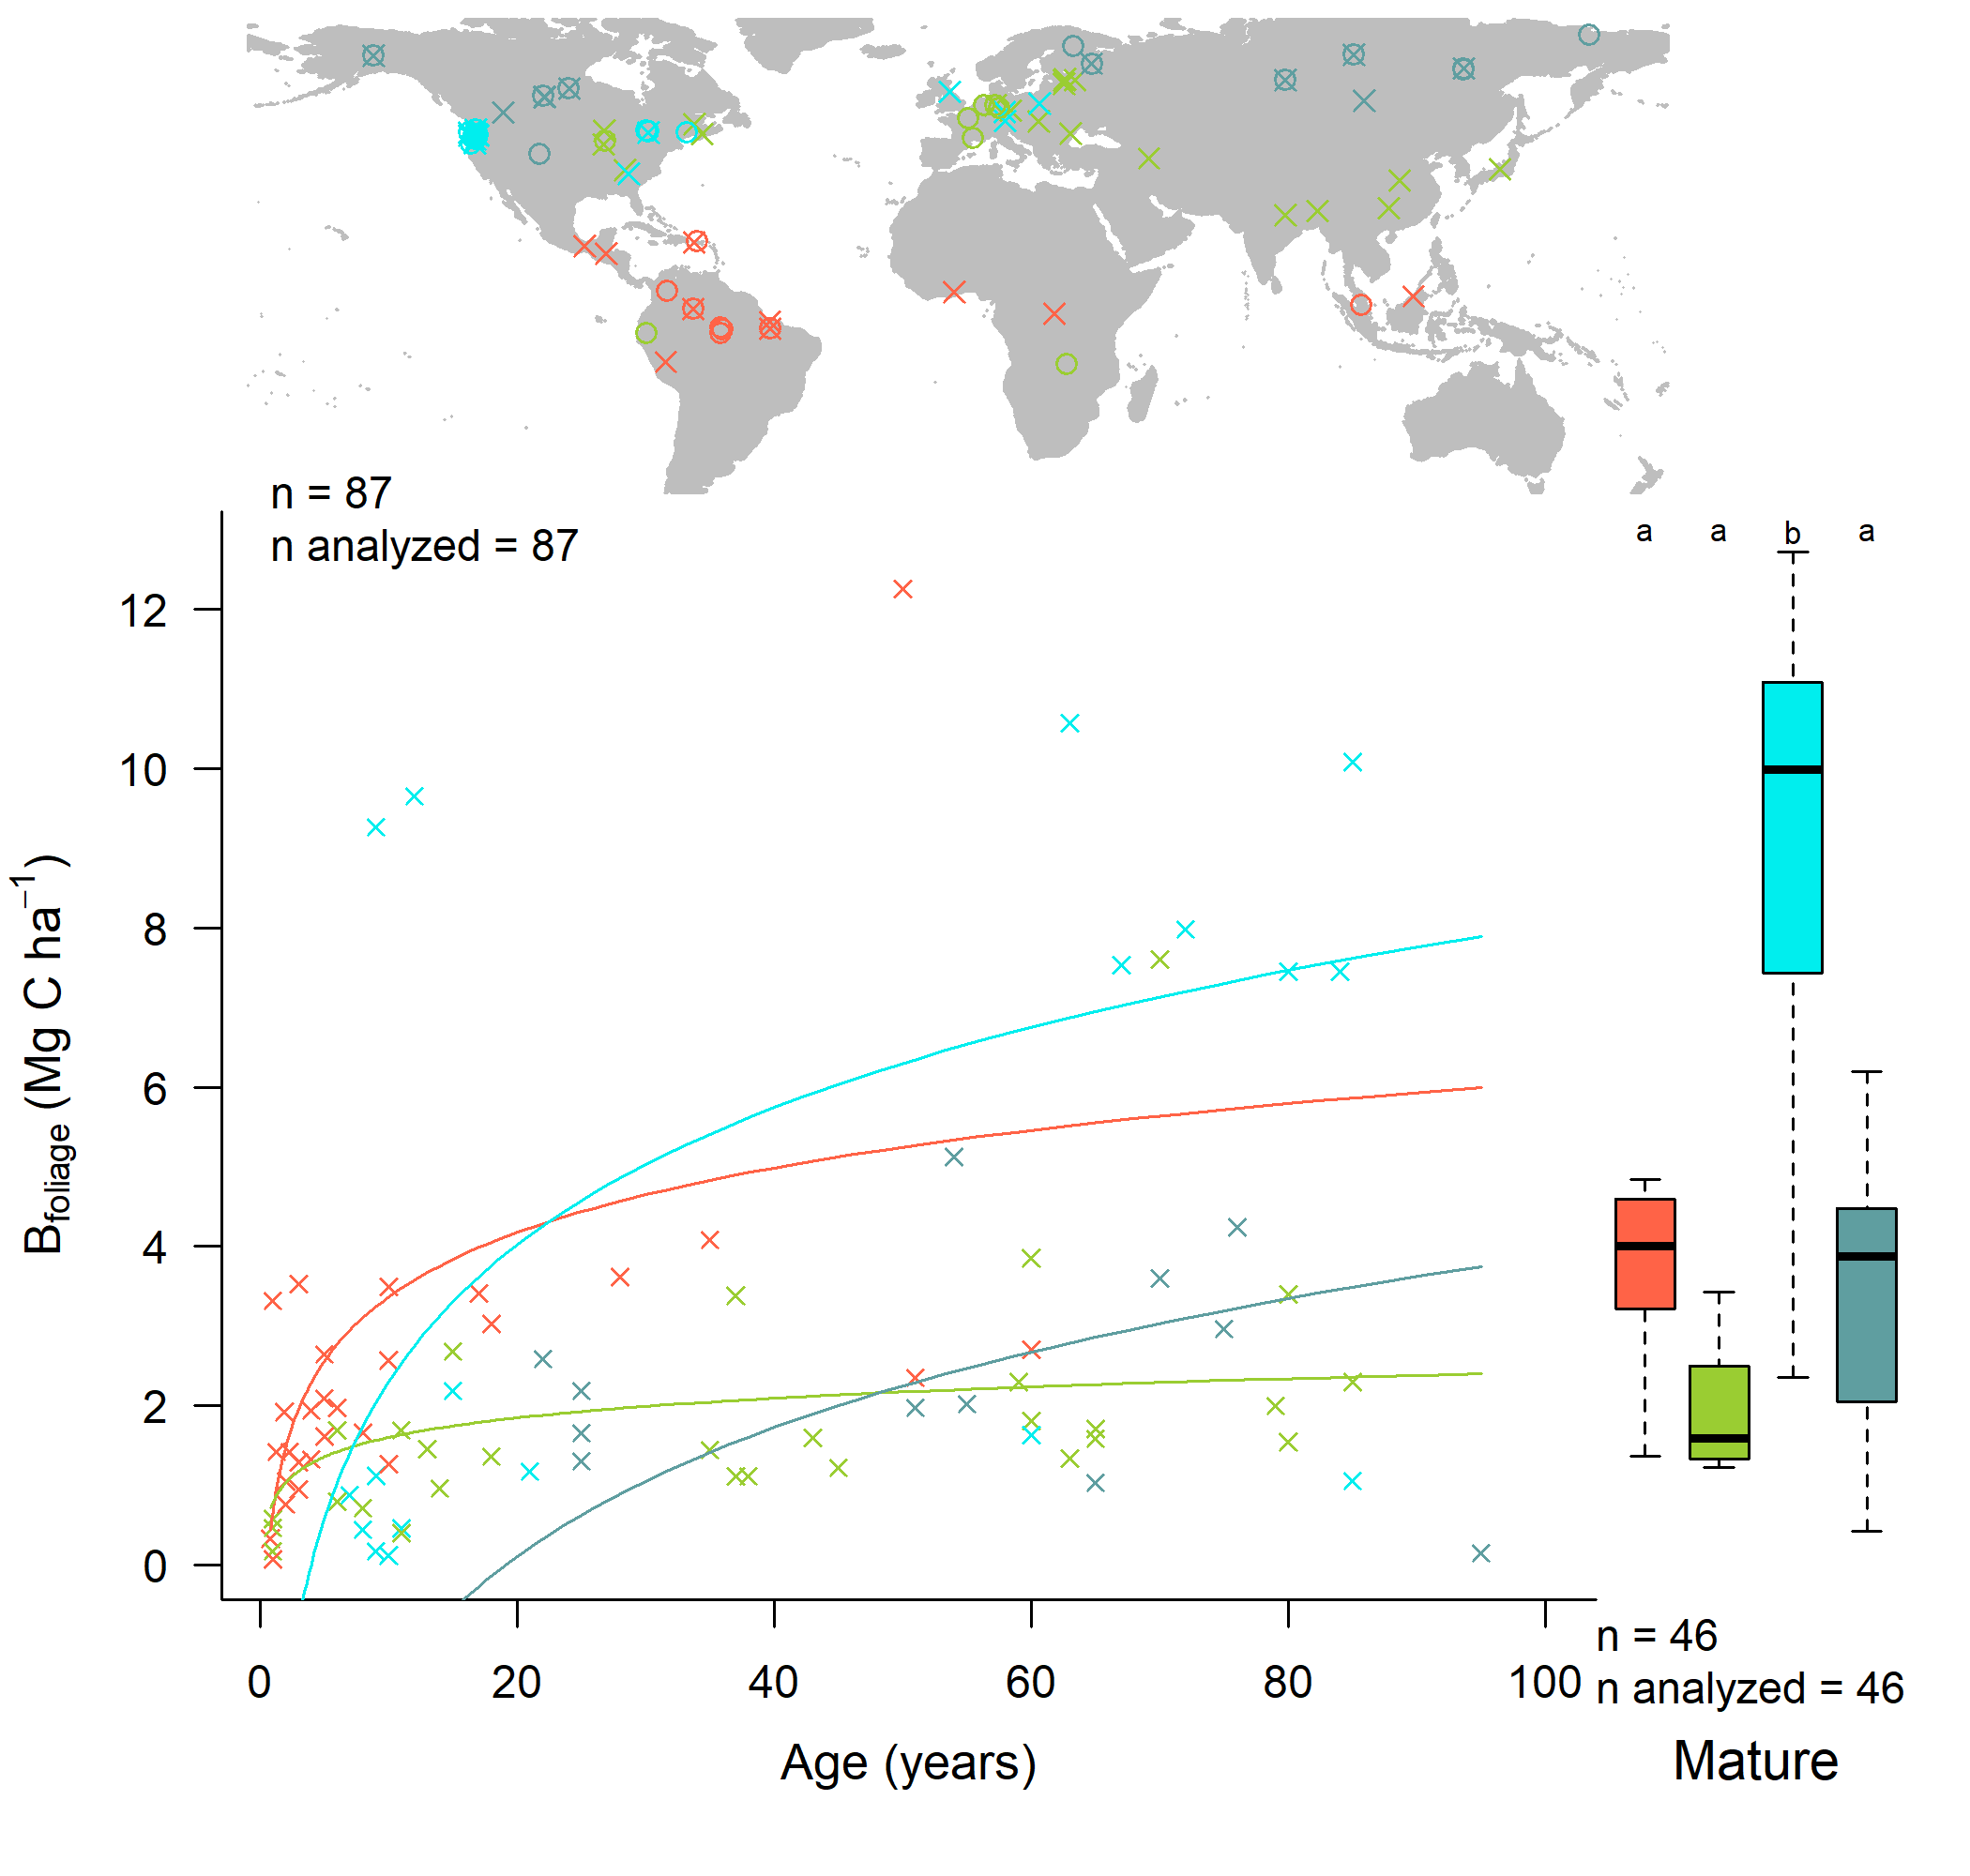 n = 87
n analyzed = 87
a a b a
12
10
8
6
4
2
0
Bfoliage (Mg C ha−1)
0 20 40 60 80 100
Age (years)
n = 46
n analyzed = 46
Mature